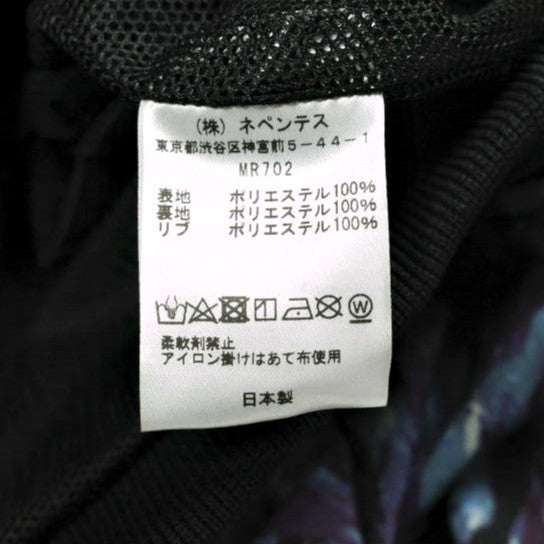 (株) ネペンテス
東京都渋谷区神宮前5-44-1
MR702
表地 ポリエステル100%
裏地 ポリエステル100%
リブ ポリエステル100%
W
柔軟剤禁止
アイロン掛けはあて布使用
日本製